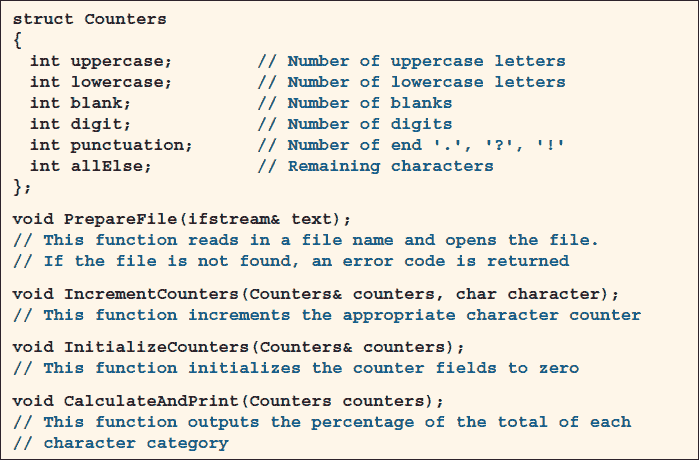 struct Counters
{
int uppercase; // Number of uppercase letters
int lowercase; // Number of lowercase letters
int blank; // Number of blanks
int digit; // Number of digits
int punctuation; // Number of end '.', '?', '!'
int allElse; // Remaining characters
};
void PrepareFile(ifstream& text);
// This function reads in a file name and opens the file.
// If the file is not found, an error code is returned
void IncrementCounters(Counters& counters, char character);
// This function increments the appropriate character counter
void InitializeCounters(Counters& counters);
// This function initializes the counter fields to zero
void CalculateAndPrint(Counters counters);
// This function outputs the percentage of the total of each
// character category